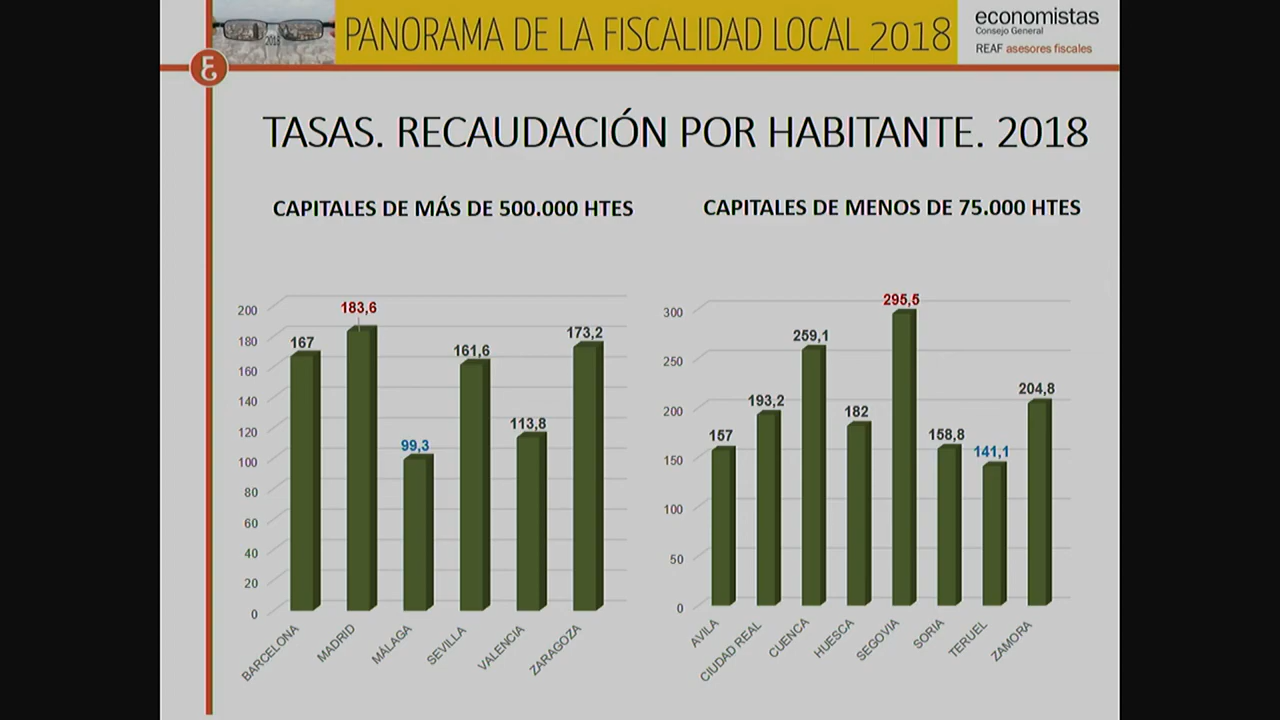 2018
PANORAMA DE LA FISCALIDAD LOCAL 2018
economistas
Consejo General
REAF asesores fiscales
TASAS. RECAUDACIÓN POR HABITANTE. 2018
CAPITALES DE MÁS DE 500.000 HTES
200
180
160
140
120
100
80
60
40
20
0
167
183,6
99,3
161,6
113,8
173,2
BARCELONA
MADRID
MÁLAGA
SEVILLA
VALENCIA
ZARAGOZA
CAPITALES DE MENOS DE 75.000 HTES
300
250
200
150
100
50
0
157
193,2
259,1
182
295,5
158,8
141,1
204,8
AVILA
CIUDAD REAL
CUENCA
HUESCA
SEGOVIA
SORIA
TERUEL
ZAMORA